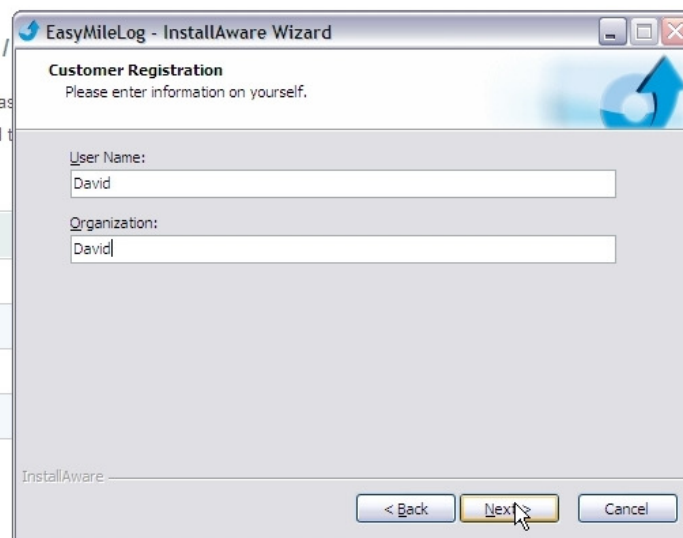 EasyMileLog - InstallAware Wizard
Customer Registration
Please enter information on yourself.
User Name:
David
Organization:
David
InstallAware
< Back
Next >
Cancel